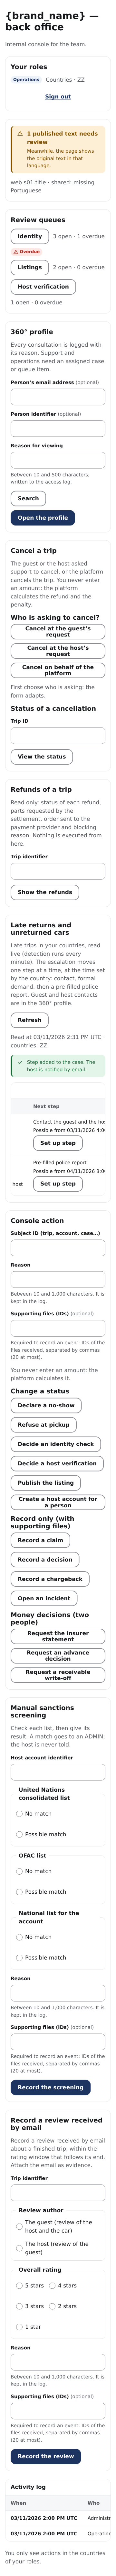 {brand_name} —
back office
Internal console for the team.
Your roles
Operations Countries · ZZ
Sign out
⚠ 1 published text needs
review
Meanwhile, the page shows
the original text in that
language.
web.s01.title · shared: missing
Portuguese
Review queues
Identity 3 open · 1 overdue
⚠ Overdue
Listings 2 open · 0 overdue
Host verification
1 open · 0 overdue
360° profile
Every consultation is logged with
its reason. Support and
operations need an assigned case
or queue item.
Person's email address (optional)
Person identifier (optional)
Reason for viewing
Between 10 and 500 characters;
written to the access log.
Search
Open the profile
Cancel a trip
The guest or the host asked
support to cancel, or the platform
cancels the trip. You never enter
an amount: the platform
calculates the refund and the
penalty.
Who is asking to cancel?
Cancel at the guest's
request
Cancel at the host's
request
Cancel on behalf of the
platform
First choose who is asking: the
form adapts.
Status of a cancellation
Trip ID
View the status
Refunds of a trip
Read only: status of each refund,
parts requested by the
settlement, order sent to the
payment provider and blocking
reason. Nothing is executed from
here.
Trip identifier
Show the refunds
Late returns and
unreturned cars
Late trips in your countries, read
live (detection runs every
minute). The escalation moves
one step at a time, at the time set
by the country: contact, formal
demand, then a pre-filled police
report. Guest and host contacts
are in the 360° profile.
Refresh
Read at 03/11/2026 2:31 PM UTC ·
countries: ZZ
✓ Step added to the case. The
host is notified by email.
Next step
Contact the guest and the hos
Possible from 03/11/2026 4:00
Set up step
Pre-filled police report
Possible from 04/11/2026 8:00
host Set up step
Console action
Subject ID (trip, account, case…)
Reason
Between 10 and 1,000 characters. It is
kept in the log.
Supporting files (IDs) (optional)
Required to record an event: IDs of the
files received, separated by commas
(20 at most).
You never enter an amount: the
platform calculates it.
Change a status
Declare a no-show
Refuse at pickup
Decide an identity check
Decide a host verification
Publish the listing
Create a host account for
a person
Record only (with
supporting files)
Record a claim
Record a decision
Record a chargeback
Open an incident
Money decisions (two
people)
Request the insurer
statement
Request an advance
decision
Request a receivable
write-off
Manual sanctions
screening
Check each list, then give its
result. A match goes to an ADMIN;
the host is never told.
Host account identifier
United Nations
consolidated list
No match
Possible match
OFAC list
No match
Possible match
National list for the
account
No match
Possible match
Reason
Between 10 and 1,000 characters. It is
kept in the log.
Supporting files (IDs) (optional)
Required to record an event: IDs of the
files received, separated by commas
(20 at most).
Record the screening
Record a review received
by email
Record a review received by email
about a finished trip, within the
rating window that follows its end.
Attach the email as evidence.
Trip identifier
Review author
The guest (review of the
host and the car)
The host (review of the
guest)
Overall rating
5 stars 4 stars
3 stars 2 stars
1 star
Reason
Between 10 and 1,000 characters. It is
kept in the log.
Supporting files (IDs) (optional)
Required to record an event: IDs of the
files received, separated by commas
(20 at most).
Record the review
Activity log
When Who
03/11/2026 2:00 PM UTC Administr
03/11/2026 2:00 PM UTC Operation
You only see actions in the countries
of your roles.